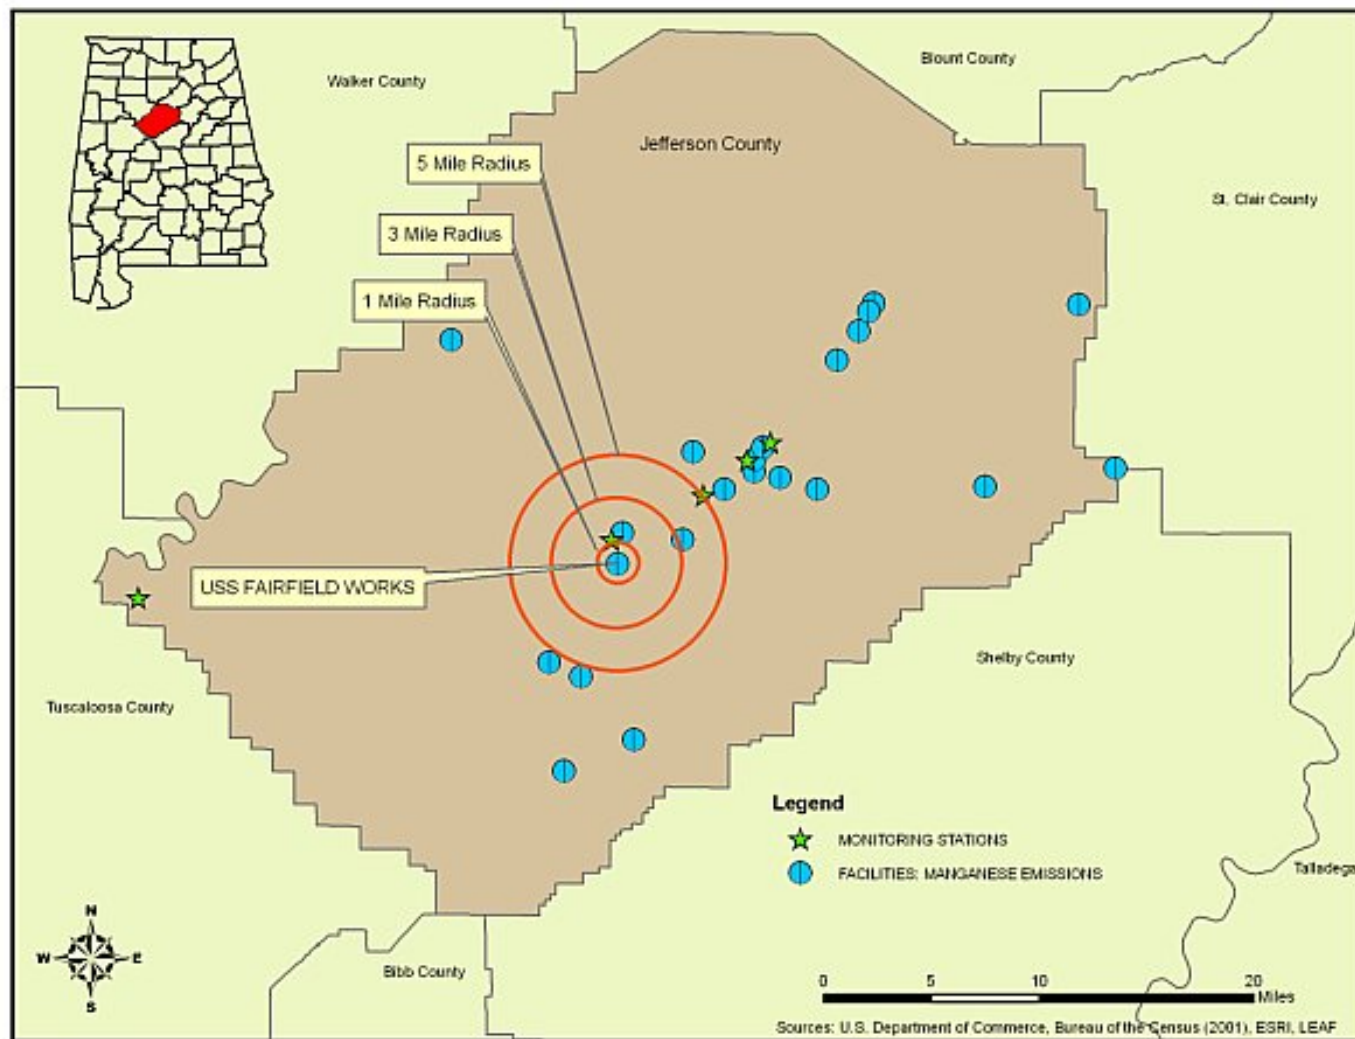 Walker County
Blount County
Jefferson County
5 Mile Radius
St. Clair County
3 Mile Radius
1 Mile Radius
USS FAIRFIELD WORKS
Shelby County
Tuscaloosa County
Legend
MONITORING STATIONS
FACILITIES: MANGANESE EMISSIONS
Talladega
N
W E
S
Bibb County
0 5 10 20
Miles
Sources: U.S. Department of Commerce, Bureau of the Census (2001), ESRI, LEAF